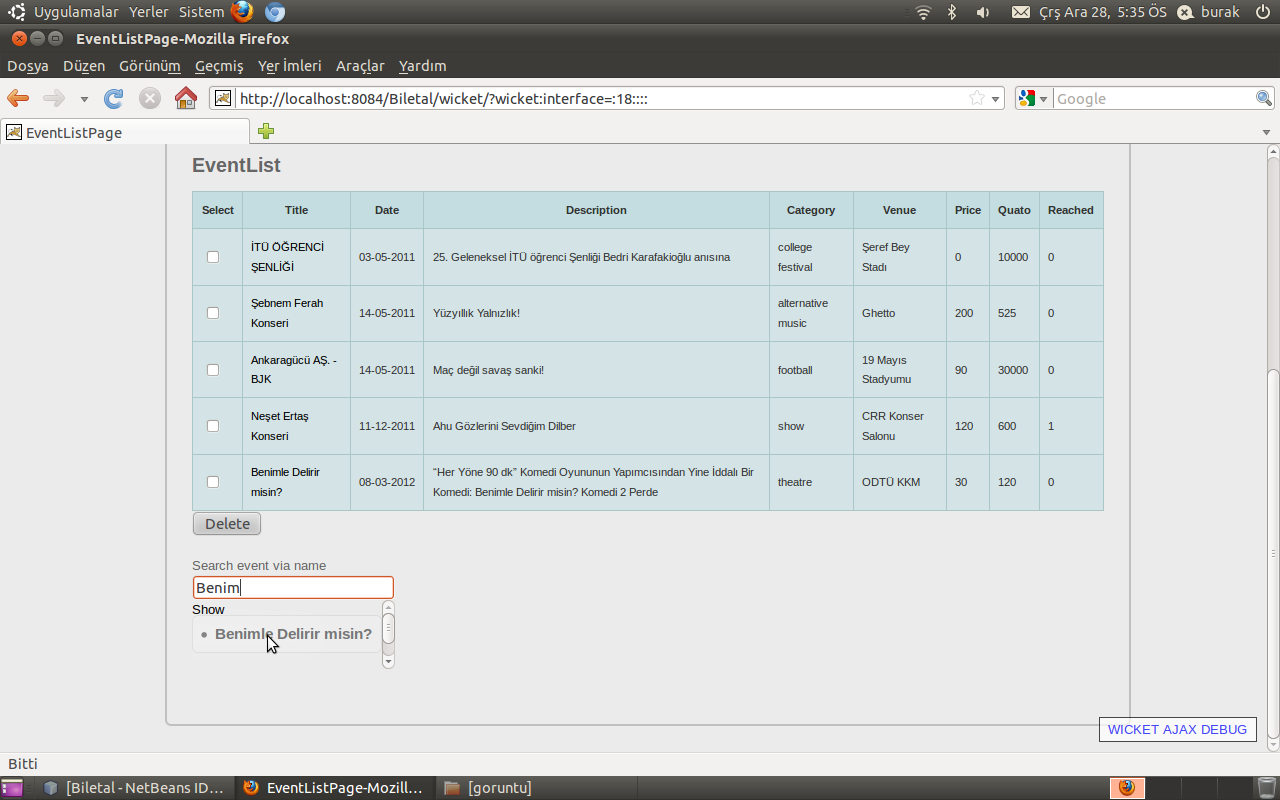 Uygulamalar Yerler Sistem Çrş Ara 28, 5:35 ÖS burak
EventListPage-Mozilla Firefox
Dosya Düzen Görünüm Geçmiş Yer İmleri Araçlar Yardım
http://localhost:8084/Biletal/wicket/?wicket:interface=:18:::: Google
EventListPage
EventList
Select Title Date Description Category Venue Price Quato Reached
İTÜ ÖĞRENCİ ŞENLİĞİ 03-05-2011 25. Geleneksel İTÜ öğrenci Şenliği Bedri Karafakioğlu anısına college festival Şeref Bey Stadı 0 10000 0
Şebnem Ferah Konseri 14-05-2011 Yüzyıllık Yalnızlık! alternative music Ghetto 200 525 0
Ankaragücü AŞ. - BJK 14-05-2011 Maç değil savaş sanki! football 19 Mayıs Stadyumu 90 30000 0
Neşet Ertaş Konseri 11-12-2011 Ahu Gözlerini Sevdiğim Dilber show CRR Konser Salonu 120 600 1
Benimle Delirir misin? 08-03-2012 “Her Yöne 90 dk” Komedi Oyununun Yapımcısından Yine İddalı Bir Komedi: Benimle Delirir misin? Komedi 2 Perde theatre ODTÜ KKM 30 120 0
Delete
Search event via name
Benim
Show
• Benimle Delirir misin?
WICKET AJAX DEBUG
Bitti
[Biletal - NetBeans ID... EventListPage-Mozill... [goruntu]